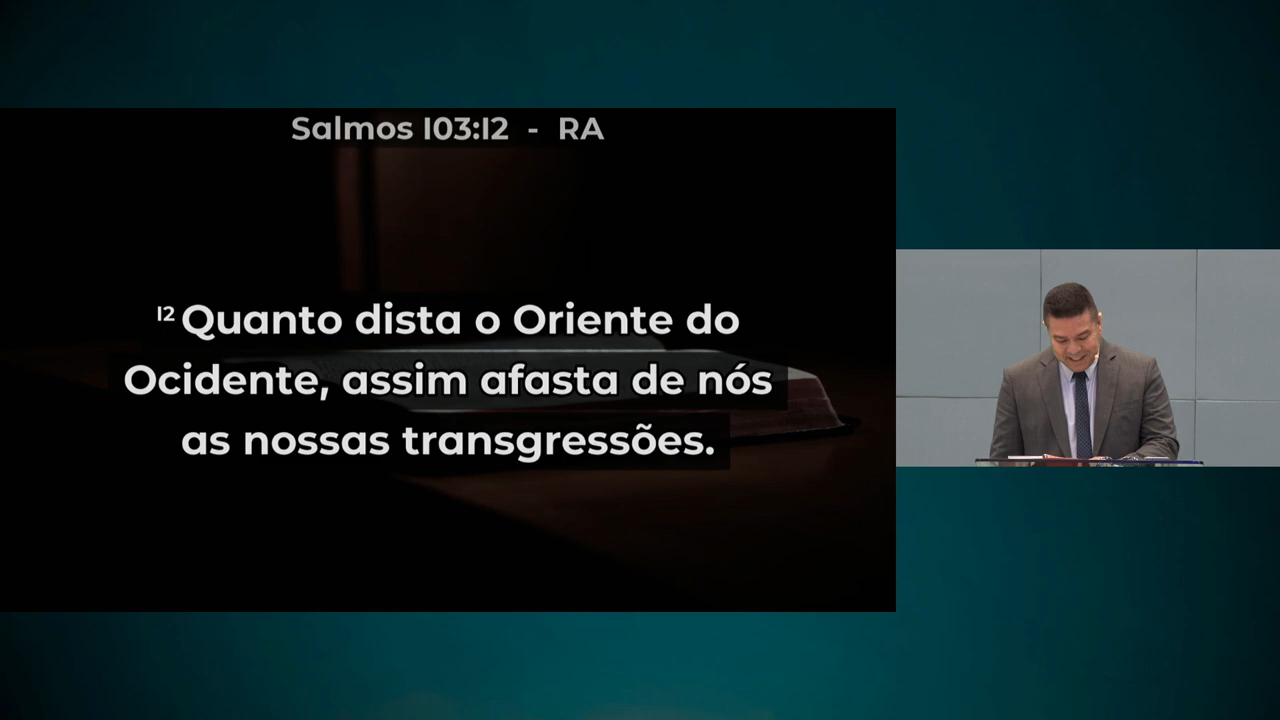 Salmos 103:12 - RA
12 Quanto dista o Oriente do
Ocidente, assim afasta de nós
as nossas transgressões.